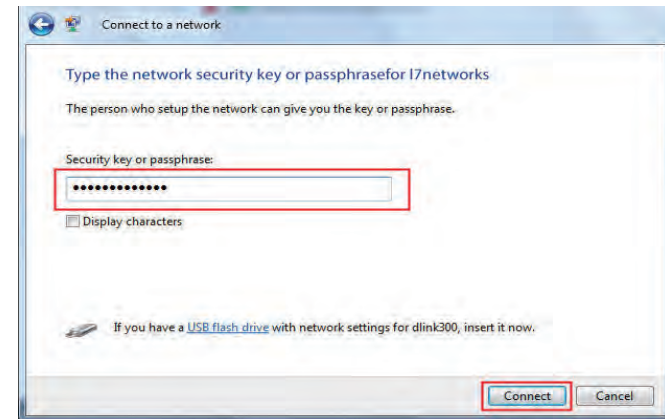 Connect to a network
Type the network security key or passphrasefor I7networks
The person who setup the network can give you the key or passphrase.
Security key or passphrase:
•••••••••••••
Display characters
If you have a USB flash drive with network settings for dlink300, insert it now.
Connect Cancel